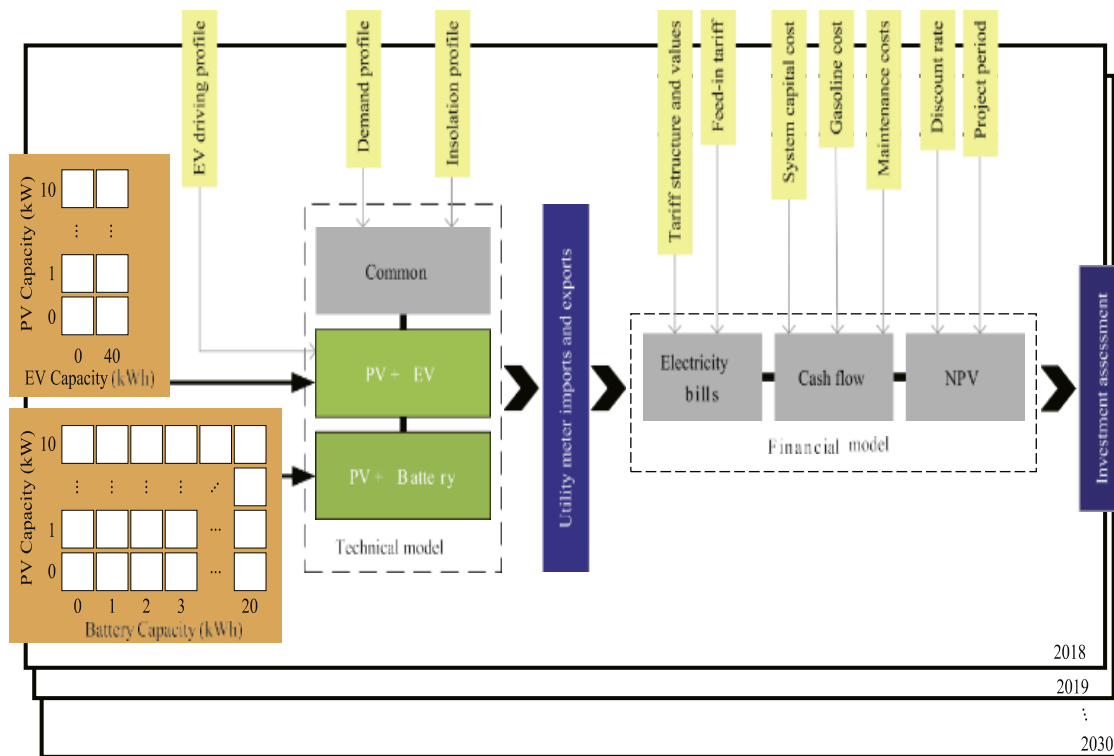 EV driving profile
Demand profile
Insolation profile
Tariff structure and values
Feed-in tariff
System capital cost
Gasoline cost
Maintenance costs
Discount rate
Project period
PV Capacity (kW)
10
⋮ ⋮
1
0
0 40
EV Capacity (kWh)
PV Capacity (kW)
10
⋮ ⋮ ⋮ ⋮ ⋰
1 ...
0 ...
0 1 2 3 20
Battery Capacity (kWh)
Common
PV + EV
PV + Battery
Technical model
Utility meter imports and exports
Electricity
bills
Cash flow
NPV
Financial model
Investment assessment
2018
2019
⋱
2030